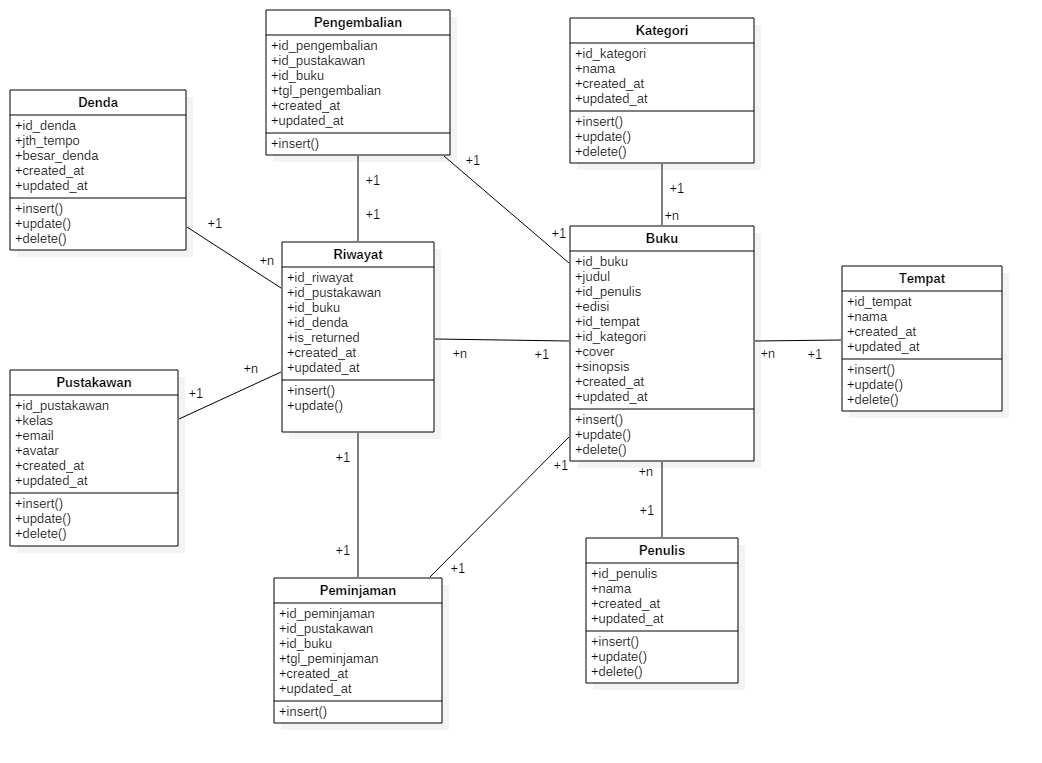 Pengembalian
+id_pengembalian
+id_pustakawan
+id_buku
+tgl_pengembalian
+created_at
+updated_at
+insert()
Kategori
+id_kategori
+nama
+created_at
+updated_at
+insert()
+update()
+delete()
Denda
+id_denda
+jth_tempo
+besar_denda
+created_at
+updated_at
+insert()
+update()
+delete()
+1
+1
+1
+1
+n
+1
+n
+1
+1
+n
Riwayat
+id_riwayat
+id_pustakawan
+id_buku
+id_denda
+is_returned
+created_at
+updated_at
+insert()
+update()
Buku
+id_buku
+judul
+id_penulis
+edisi
+id_tempat
+id_kategori
+cover
+sinopsis
+created_at
+updated_at
+insert()
+update()
+delete()
Tempat
+id_tempat
+nama
+created_at
+updated_at
+insert()
+update()
+delete()
+n
+1
+n
+1
+n
+1
Pustakawan
+id_pustakawan
+kelas
+email
+avatar
+created_at
+updated_at
+insert()
+update()
+delete()
+1
+1
+n
+1
+1
+1
Peminjaman
+id_peminjaman
+id_pustakawan
+id_buku
+tgl_peminjaman
+created_at
+updated_at
+insert()
Penulis
+id_penulis
+nama
+created_at
+updated_at
+insert()
+update()
+delete()